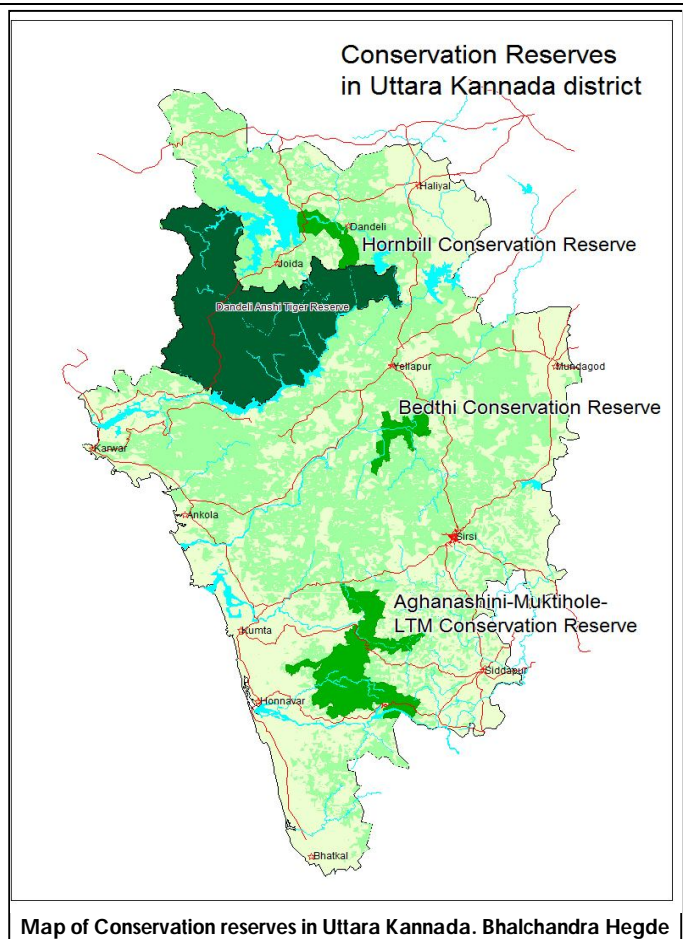 Conservation Reserves
in Uttara Kannada district
Haliyal
Dandeli
Hornbill Conservation Reserve
Joida
Dandeli Anshi Tiger Reserve
Yellapur
Mundagod
Bedthi Conservation Reserve
Karwar
Ankola
Sirsi
Aghanashini-Muktihole-
LTM Conservation Reserve
Kumta
Siddapur
Honnavar
Bhatkal
Map of Conservation reserves in Uttara Kannada. Bhalchandra Hegde